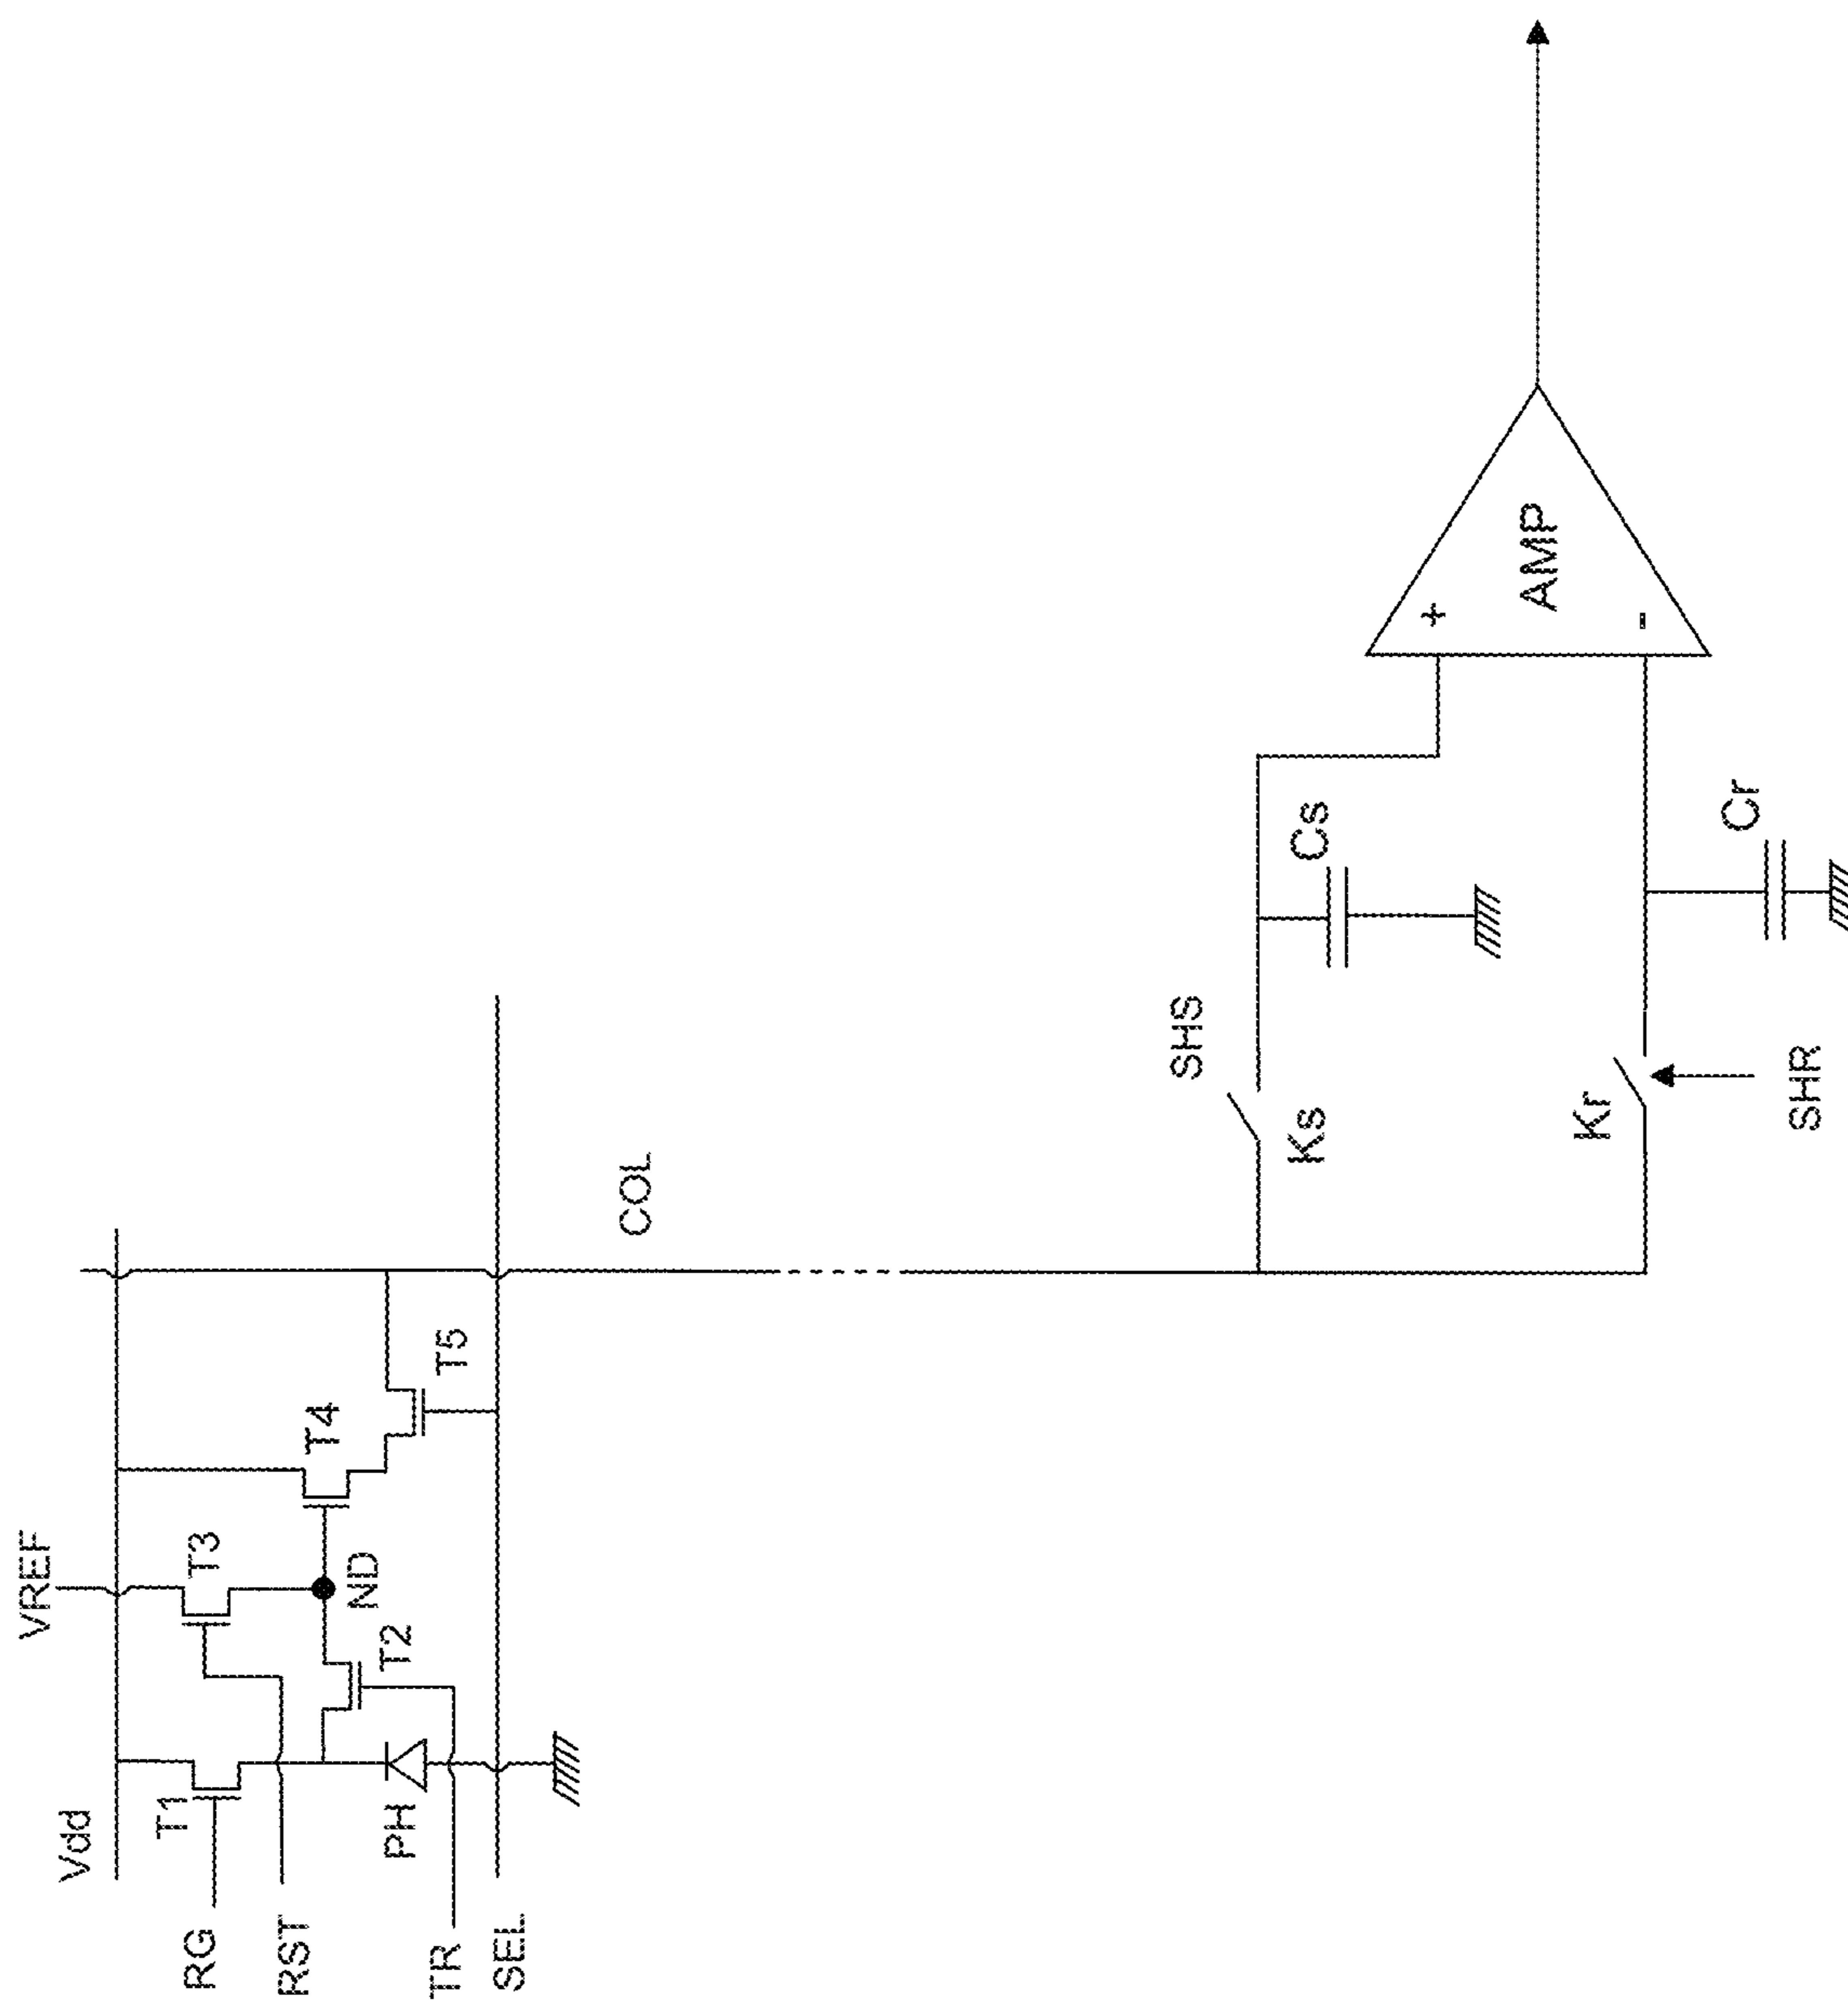 VREF
Vdd
T1
T3
T4
T5
RG
RST
ND
T2
PH
TR
SEL
COL
SHS
Ks
Cs
Kr
SHR
Cr
+
AMP
-